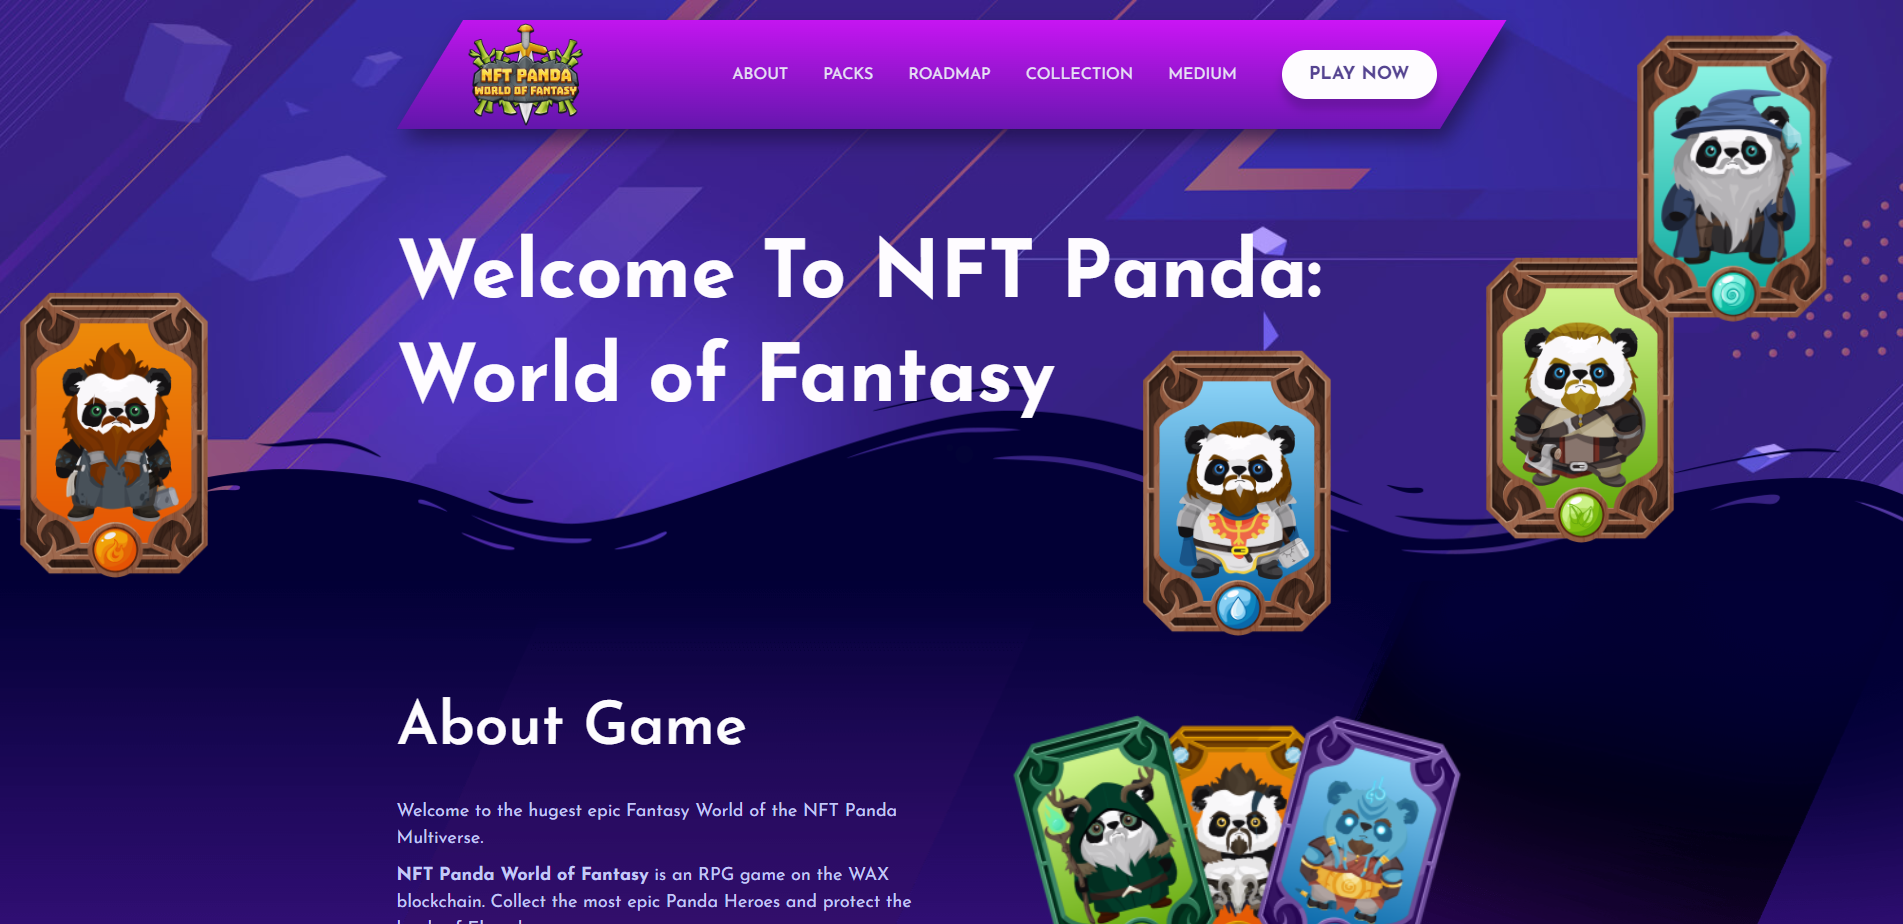 NFT PANDA
WORLD OF FANTASY
ABOUT PACKS ROADMAP COLLECTION MEDIUM PLAY NOW
Welcome To NFT Panda:
World of Fantasy
About Game
Welcome to the hugest epic Fantasy World of the NFT Panda
Multiverse.
NFT Panda World of Fantasy is an RPG game on the WAX
blockchain. Collect the most epic Panda Heroes and protect the